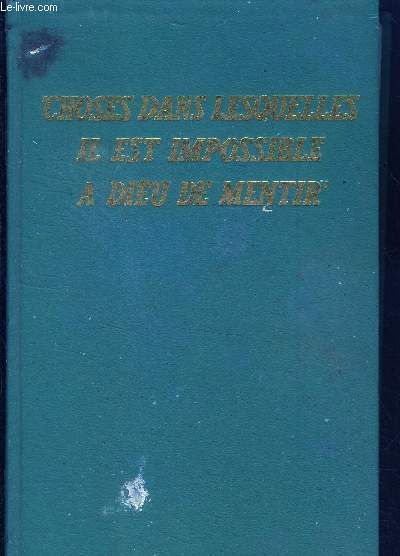 Le-livre.com
'CHOSES DANS LESQUELLES
IL EST IMPOSSIBLE
A DIEU DE MENTIR'